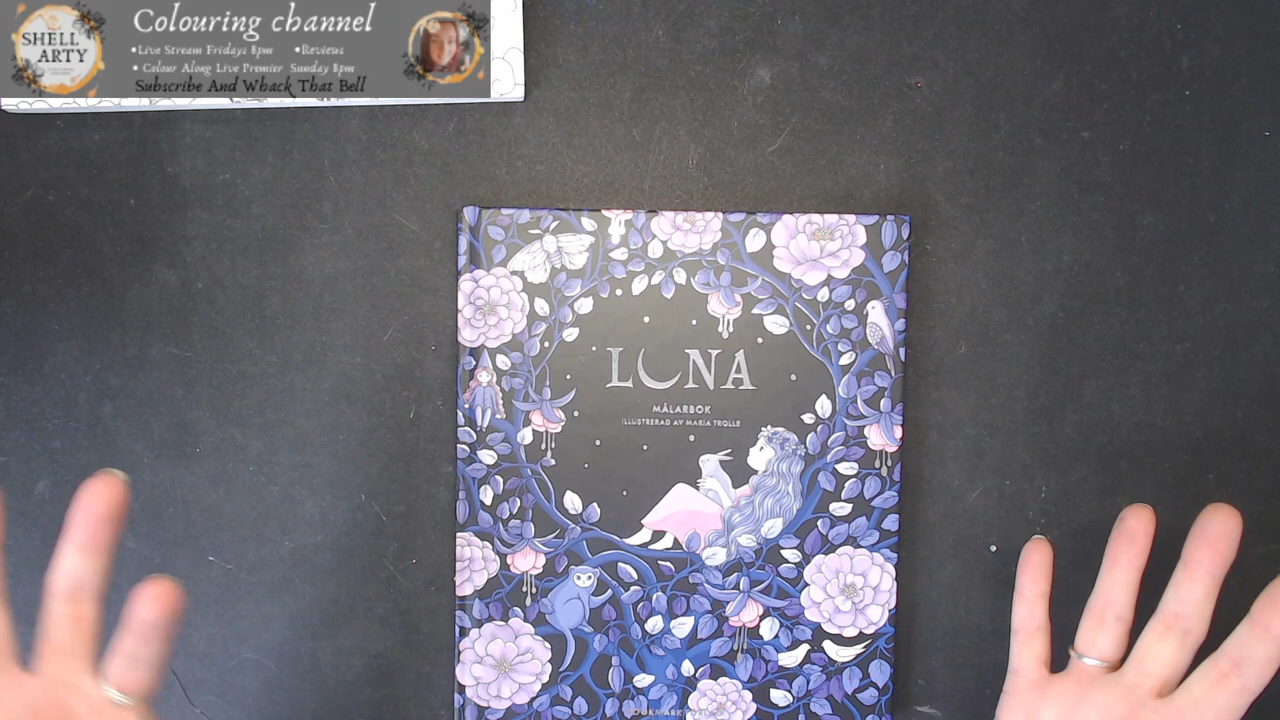 SHELL
ARTY
Colouring channel
•Live Stream Fridays 8pm •Reviews
• Colour Along Live Premier Sunday 8pm
Subscribe And Whack That Bell
LUNA
MÅLARBOK
ILLUSTRERAD AV MARIA TROLLE